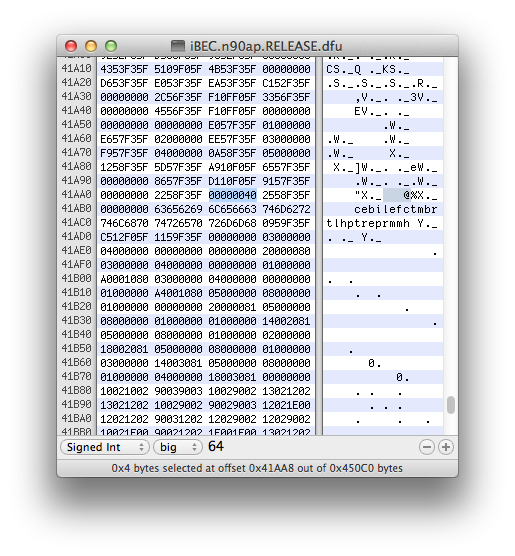 iBEC.n90ap.RELEASE.dfu
41A10 4353F35F 5109F05F 4B53F35F 00000000 CS._Q ._KS._
41A20 D653F35F E053F35F EA53F35F C152F35F .S._.S._.S._.R._
41A30 00000000 2C56F35F F10FF05F 3356F35F ,V._. ._3V._
41A40 00000000 4556F35F F10FF05F 00000000 EV._. ._
41A50 00000000 00000000 E057F35F 01000000 .W._
41A60 E657F35F 02000000 EE57F35F 03000000 .W._ .W._
41A70 F957F35F 04000000 0A58F35F 05000000 .W._ X._
41A80 1258F35F 5D57F35F A910F05F 6557F35F X._]W._. ._eW._
41A90 00000000 8657F35F D110F05F 9157F35F .W._. ._.W._
41AA0 00000000 2258F35F 00000040 2558F35F "X._ @%X._
41AB0 00000000 63656269 6C656663 746D6272 cebilefctmbr
41AC0 746C6870 74726570 726D6D68 0959F35F tlhptreprmmh Y._
41AD0 C512F05F 1159F35F 00000000 03000000 . ._ Y._
41AE0 04000000 00000000 00000000 20000080 .
41AF0 03000000 04000000 01000000 00000000
41B00 A0001080 03000000 04000000 00000000 . .
41B10 01000000 A4001080 05000000 04000000 . .
41B20 01000000 00000000 20000081 05000000 .
41B30 08000000 01000000 01000000 14002081 .
41B40 05000000 08000000 01000000 02000000
41B50 18002081 05000000 08000000 01000000 .
41B60 03000000 14003081 05000000 08000000 0.
41B70 01000000 04000000 18003081 00000000 0.
41B80 10021002 90039003 10029002 13021202 . . . .
41B90 13021202 10029002 90029003 12021E00 . . .
41BA0 12021202 90031202 12029002 12029002 . . .
41BB0 10021E00 90021202 1E001E00 13021202
Signed Int big 64
0x4 bytes selected at offset 0x41AA8 out of 0x450C0 bytes